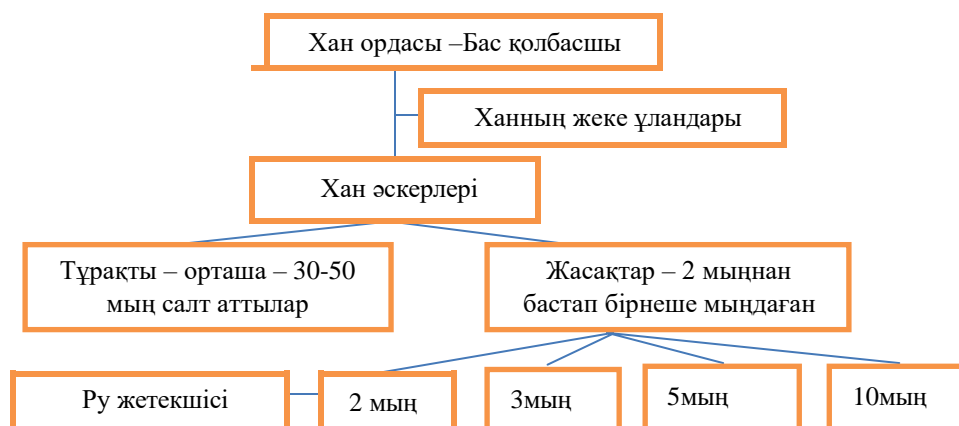 Хан ордасы –Бас қолбасшы
Ханның жеке ұландары
Хан әскерлері
Тұрақты – орташа – 30-50
мың салт аттылар
Жасақтар – 2 мыңнан
бастап бірнеше мыңдаған
Ру жетекшісі
2 мың
3мың
5мың
10мың